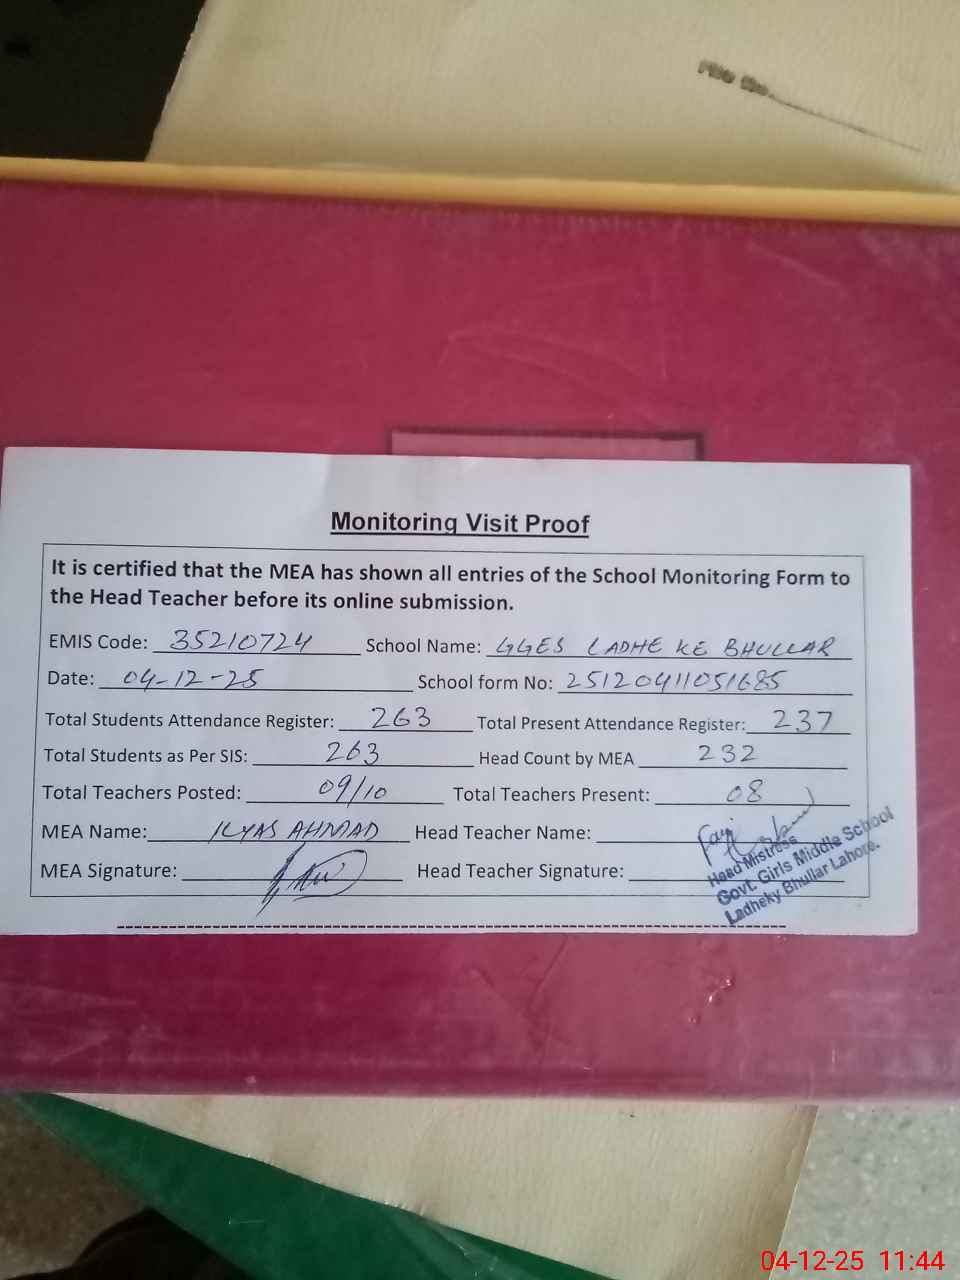 File No.
Monitoring Visit Proof
It is certified that the MEA has shown all entries of the School Monitoring Form to
the Head Teacher before its online submission.
EMIS Code: 35210724 School Name: GGES LADHE KE BHULLAR
Date: 04-12-25 School form No: 25120411051685
Total Students Attendance Register: 263 Total Present Attendance Register: 237
Total Students as Per SIS: 263 Head Count by MEA 232
Total Teachers Posted: 09/10 Total Teachers Present: 08
MEA Name: ILYAS AHMAD Head Teacher Name:
MEA Signature: Head Teacher Signature:
Head Mistress
Govt. Girls Middle School
Ladheky Bhullar Lahore.
04-12-25 11:44